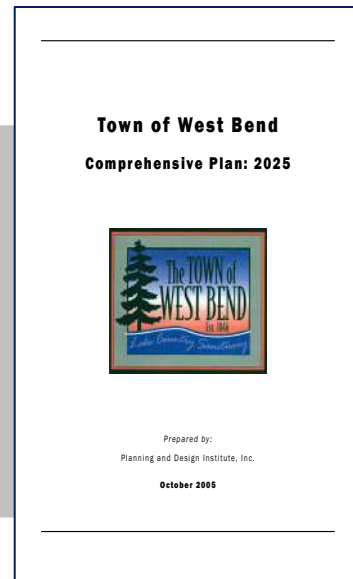 Town of West Bend
Comprehensive Plan: 2025
The TOWN of
WEST BEND
Est. 1846
Lake Country Sanctuary
Prepared by:
Planning and Design Institute, Inc.
October 2005